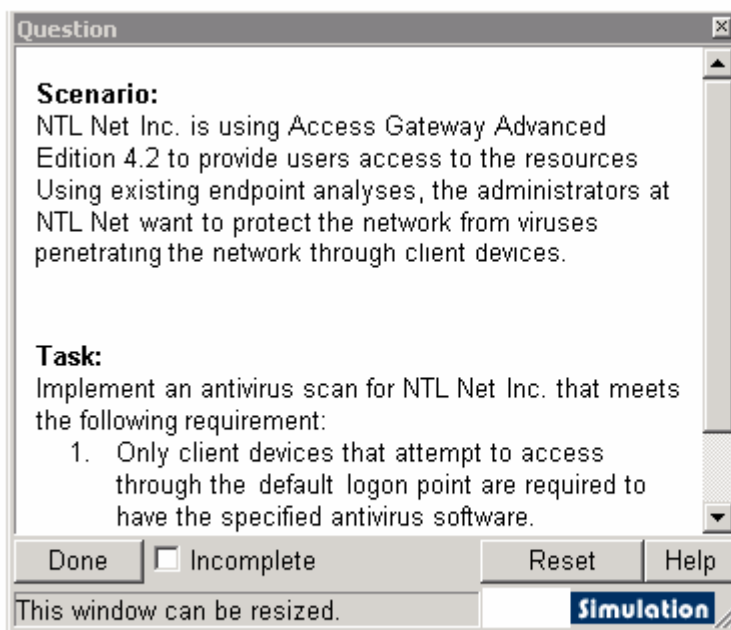 Question
Scenario:
NTL Net Inc. is using Access Gateway Advanced
Edition 4.2 to provide users access to the resources
Using existing endpoint analyses, the administrators at
NTL Net want to protect the network from viruses
penetrating the network through client devices.
Task:
Implement an antivirus scan for NTL Net Inc. that meets
the following requirement:
1. Only client devices that attempt to access
through the default logon point are required to
have the specified antivirus software.
Done Incomplete Reset Help
This window can be resized. Simulation